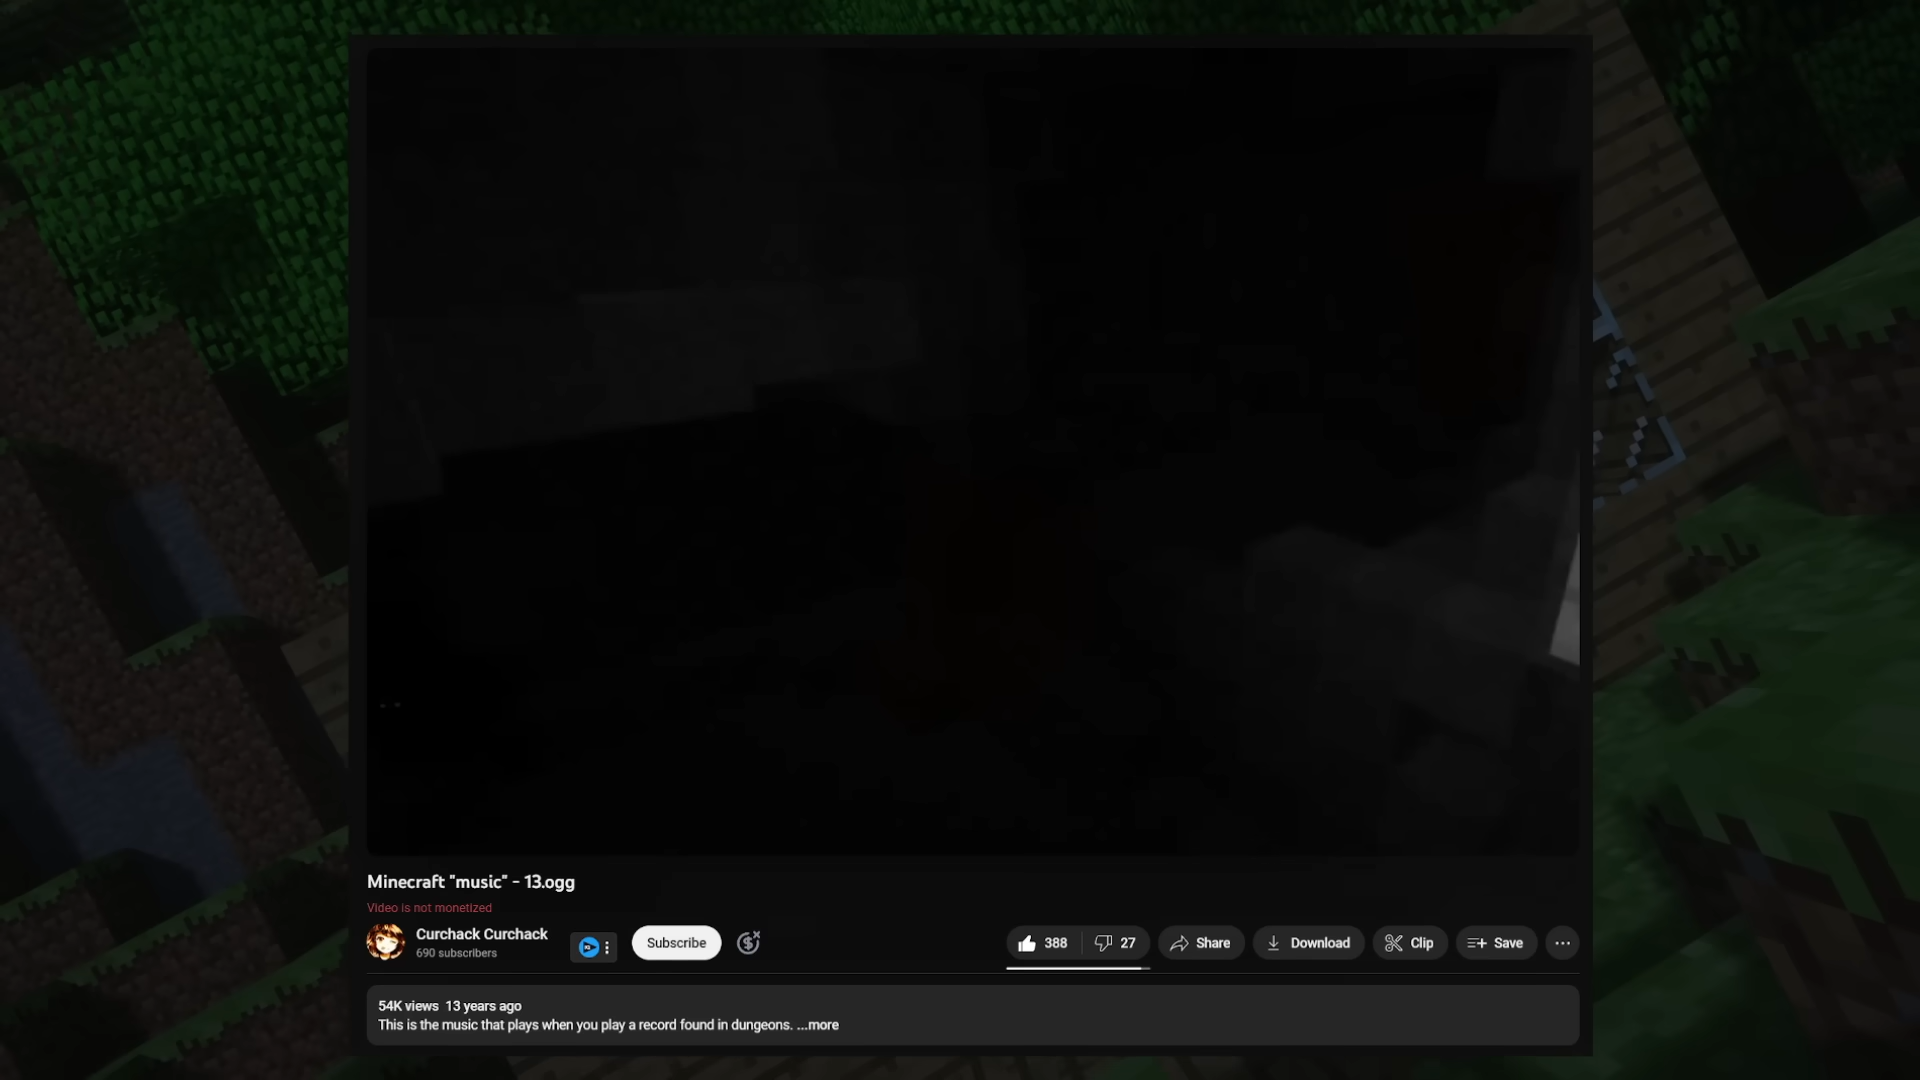 Minecraft "music" - 13.ogg
Video is not monetized
Curchack Curchack
690 subscribers
Subscribe
388
27
Share
Download
Clip
Save
54K views 13 years ago
This is the music that plays when you play a record found in dungeons. ...more